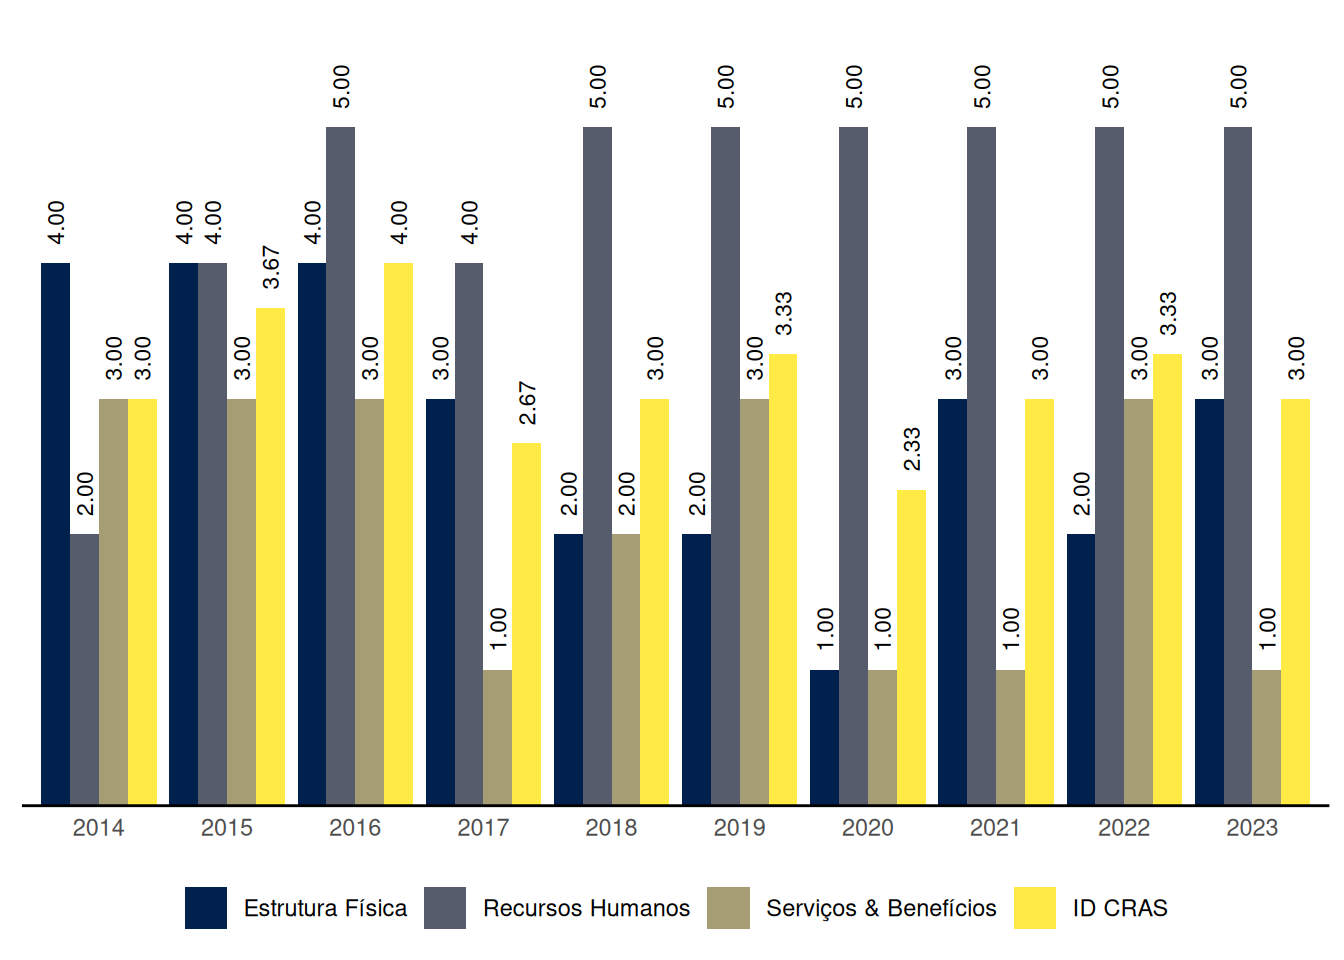 5.00 5.00 5.00 5.00 5.00 5.00 5.00
4.00 4.00 4.00 4.00 4.00 4.00
3.67
3.33 3.33
3.00 3.00 3.00 3.00 3.00 3.00 3.00 3.00 3.00 3.00 3.00 3.00
2.67
2.33
2.00 2.00 2.00 2.00 2.00
1.00 1.00 1.00 1.00 1.00
2014 2015 2016 2017 2018 2019 2020 2021 2022 2023
Estrutura Física Recursos Humanos Serviços & Benefícios ID CRAS